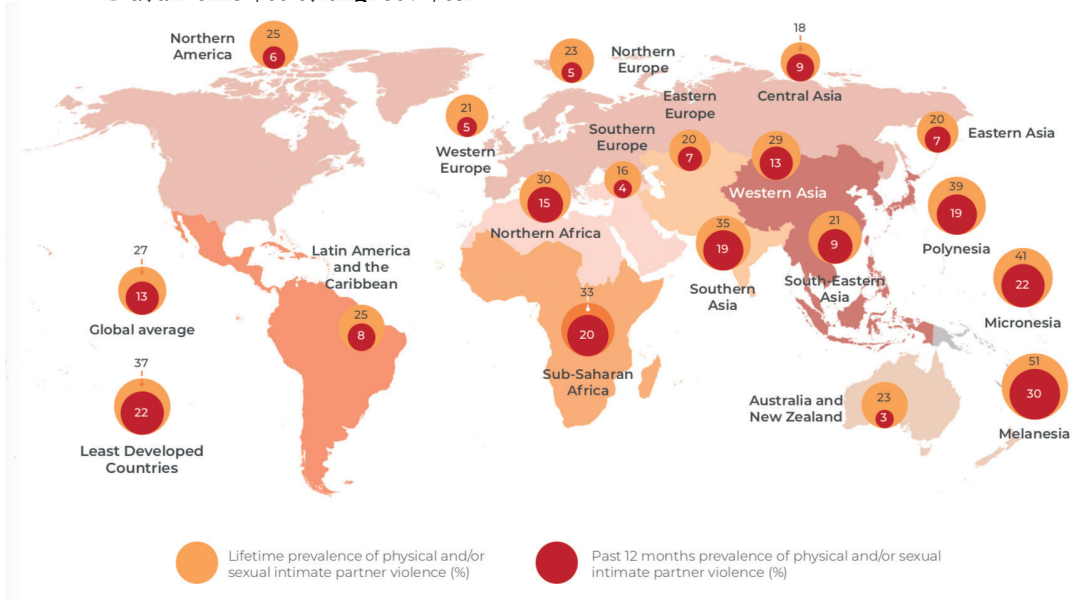 Northern
America
25
6
23
5
Northern
Europe
18
9
Central Asia
21
5
Western
Europe
Eastern
Europe
20
7
Southern
Europe
16
4
29
13
Western Asia
20
7
Eastern Asia
30
15
Northern Africa
35
19
Southern
Asia
21
9
South-Eastern
Asia
39
19
Polynesia
41
22
Micronesia
27
13
Global average
Latin America
and the
Caribbean
25
8
33
20
Sub-Saharan
Africa
37
22
Least Developed
Countries
Australia and
New Zealand
23
3
51
30
Melanesia
Lifetime prevalence of physical and/or
sexual intimate partner violence (%)
Past 12 months prevalence of physical and/or sexual
intimate partner violence (%)